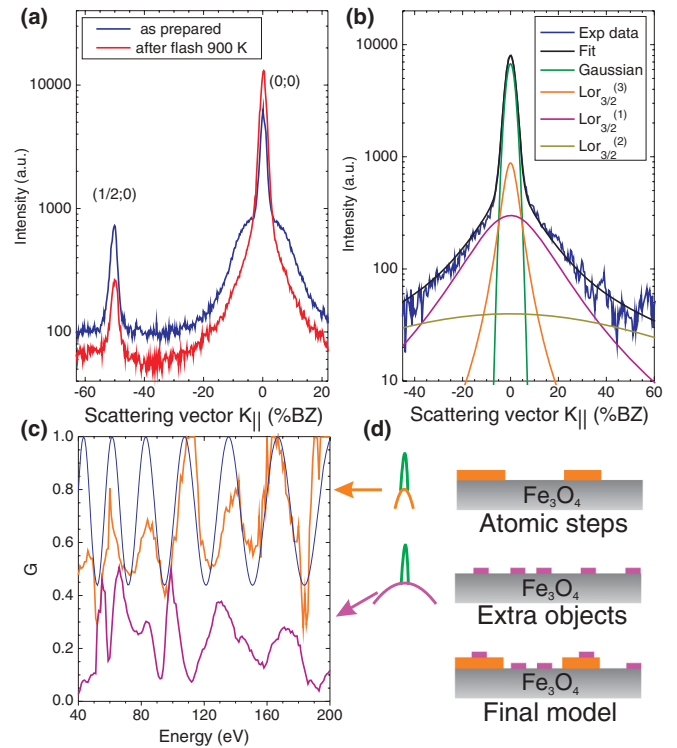 (a)
as prepared
after flash 900 K
(0;0)
(1/2;0)
10000
1000
100
Intensity (a.u.)
-60
-40
-20
0
20
Scattering vector K|| (%BZ)
(b)
Exp data
Fit
Gaussian
Lor3/2(3)
Lor3/2(1)
Lor3/2(2)
10000
1000
100
10
Intensity (a.u.)
-40
-20
0
20
40
60
Scattering vector K|| (%BZ)
(c)
1.0
0.8
0.6
0.4
0.2
0.0
G
40
80
120
160
200
Energy (eV)
(d)
Fe3O4
Atomic steps
Fe3O4
Extra objects
Fe3O4
Final model